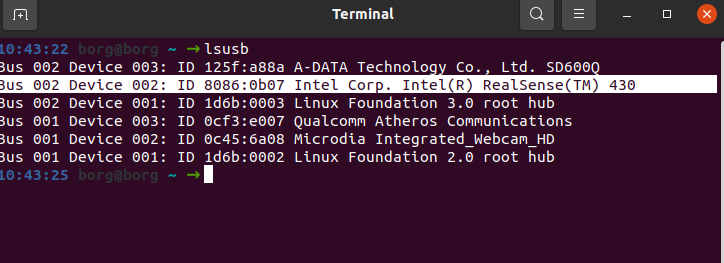 Terminal
10:43:22 borg@borg ~ → lsusb
Bus 002 Device 003: ID 125f:a88a A-DATA Technology Co., Ltd. SD600Q
Bus 002 Device 002: ID 8086:0b07 Intel Corp. Intel(R) RealSense(TM) 430
Bus 002 Device 001: ID 1d6b:0003 Linux Foundation 3.0 root hub
Bus 001 Device 003: ID 0cf3:e007 Qualcomm Atheros Communications
Bus 001 Device 002: ID 0c45:6a08 Microdia Integrated_Webcam_HD
Bus 001 Device 001: ID 1d6b:0002 Linux Foundation 2.0 root hub
10:43:25 borg@borg ~ →